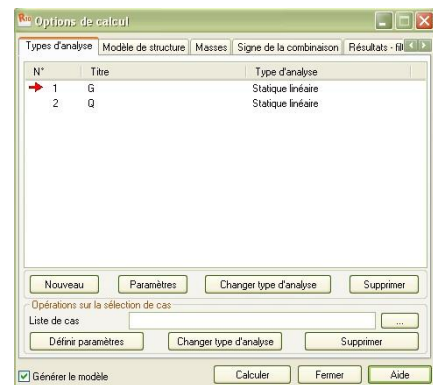 Rio Options de calcul
Types d'analyse Modèle de structure Masses Signe de la combinaison Résultats - fil
N° Titre Type d'analyse
1 G Statique linéaire
2 Q Statique linéaire
Nouveau Paramètres Changer type d'analyse Supprimer
Opérations sur la sélection de cas
Liste de cas ...
Définir paramètres Changer type d'analyse Supprimer
Générer le modèle Calculer Fermer Aide